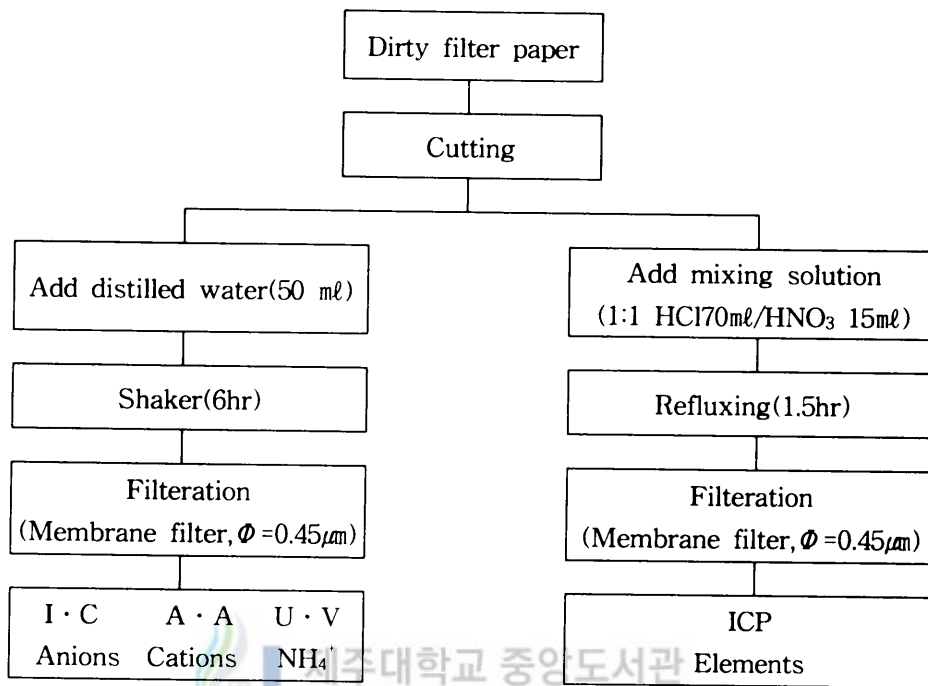 Dirty filter paper
Cutting
Add distilled water(50 mℓ)
Shaker(6hr)
Filteration
(Membrane filter, Φ=0.45㎛)
I·C A·A U·V
Anions Cations NH₄⁺
Add mixing solution
(1:1 HCl70mℓ/HNO₃ 15mℓ)
Refluxing(1.5hr)
Filteration
(Membrane filter, Φ=0.45㎛)
ICP
Elements
제주대학교 중앙도서관